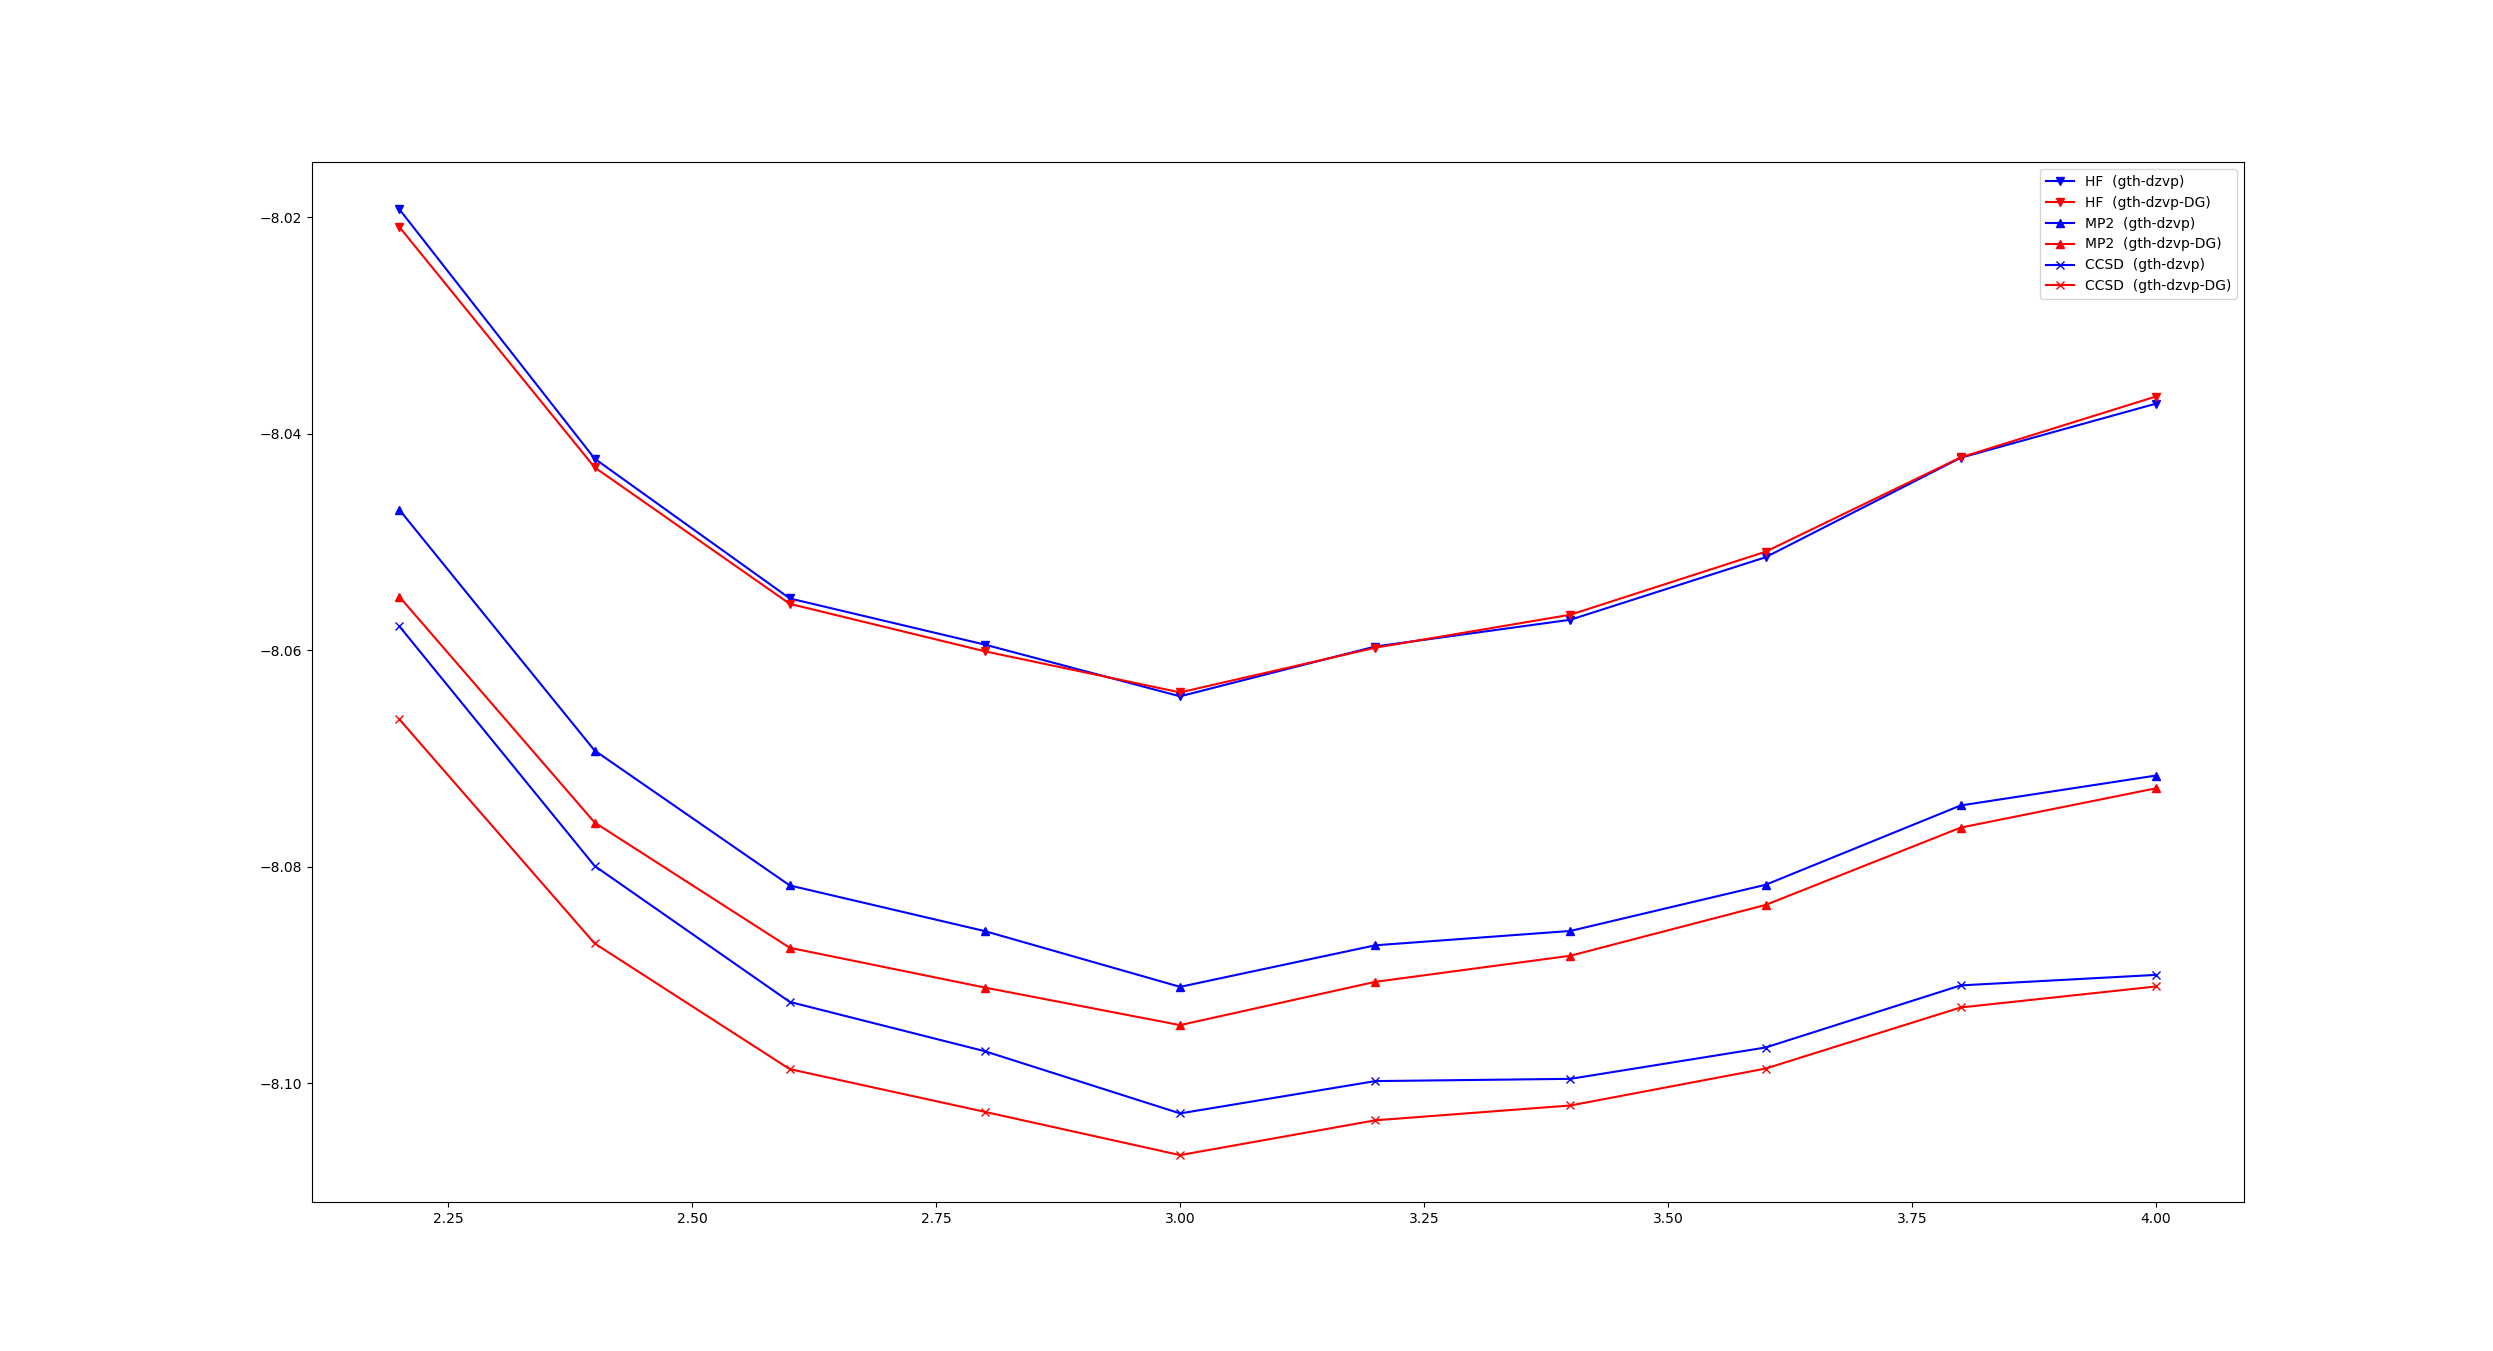 HF  (gth-dzvp)
HF  (gth-dzvp-DG)
MP2  (gth-dzvp)
MP2  (gth-dzvp-DG)
CCSD  (gth-dzvp)
CCSD  (gth-dzvp-DG)
−8.02
−8.04
−8.06
−8.08
−8.10
2.25 2.50 2.75 3.00 3.25 3.50 3.75 4.00